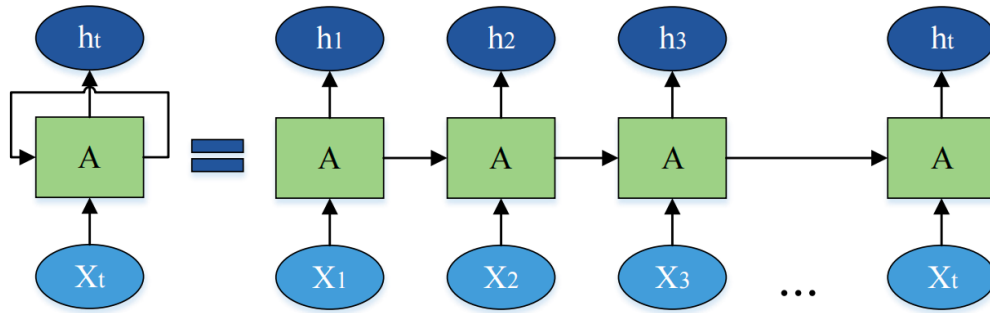 ht h1 h2 h3 ht
A = A A A A
Xt X1 X2 X3 ... Xt